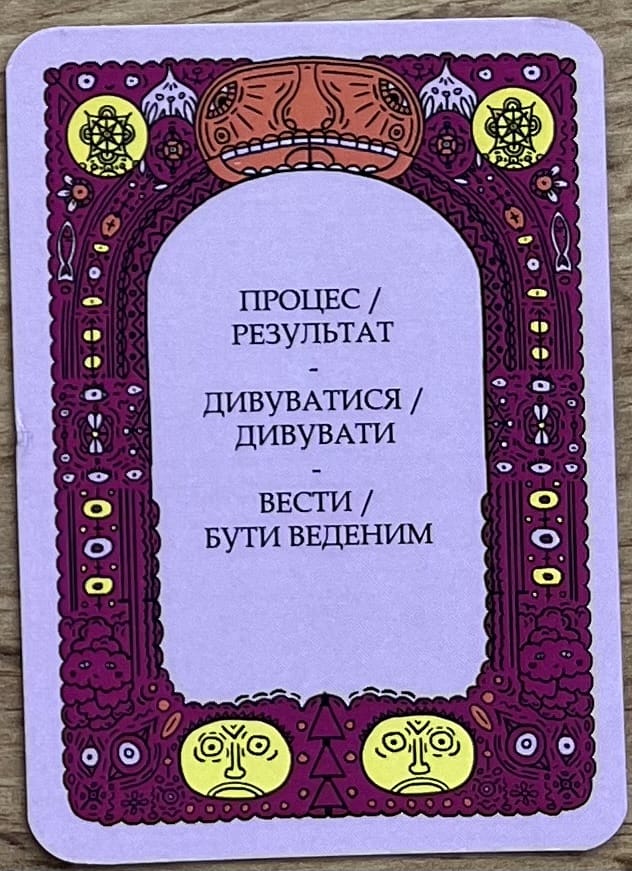 ПРОЦЕС /
РЕЗУЛЬТАТ
-
ДИВУВАТИСЯ /
ДИВУВАТИ
-
ВЕСТИ /
БУТИ ВЕДЕНИМ